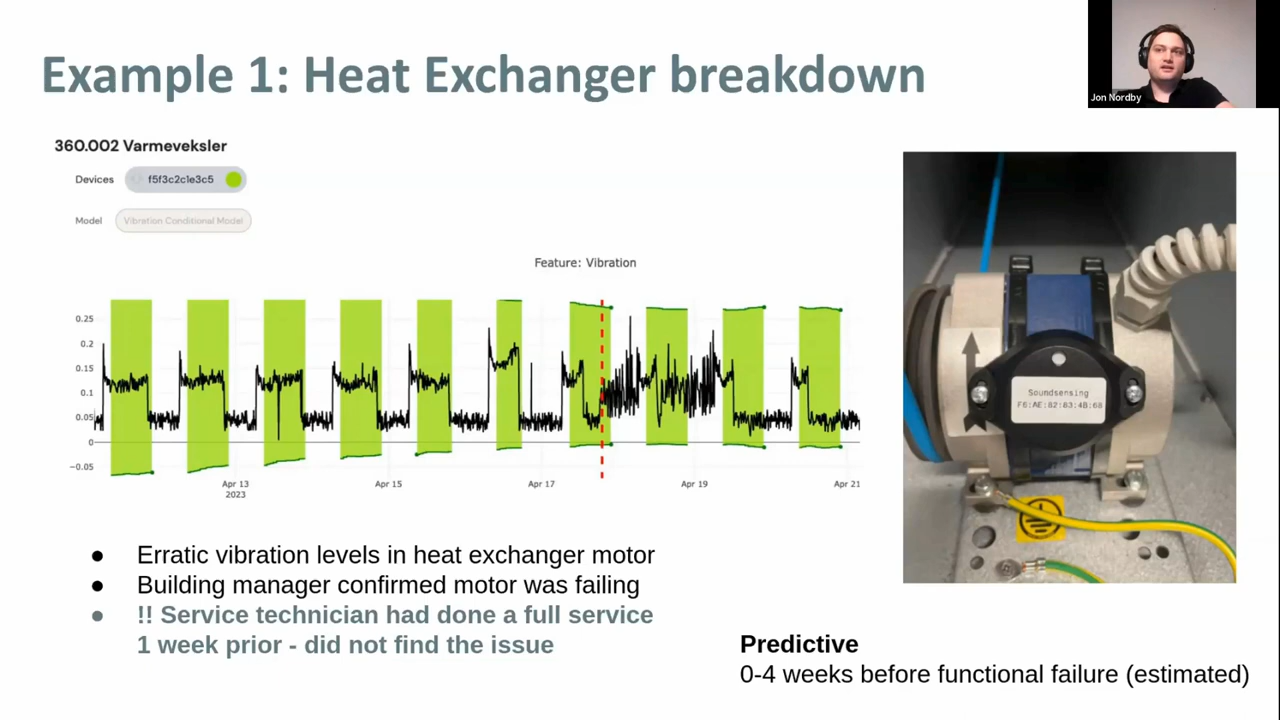 Example 1: Heat Exchanger breakdown
Jon Nordby
360.002 Varmeveksler
Devices f5f3c2c1e3c5
Model Vibration Conditional Model
Feature: Vibration
0.25
0.2
0.15
0.1
0.05
0
−0.05
Apr 13
2023
Apr 15
Apr 17
Apr 19
Apr 21
Soundsensing
F6:AE:82:83:4B:68
● Erratic vibration levels in heat exchanger motor
● Building manager confirmed motor was failing
● !! Service technician had done a full service
1 week prior - did not find the issue
Predictive
0-4 weeks before functional failure (estimated)